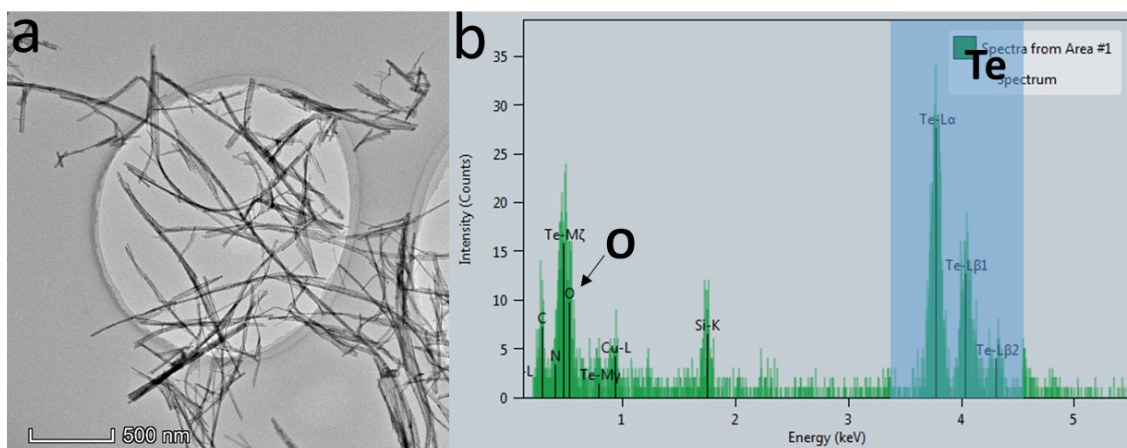 a
500 nm
b
Intensity (Counts)
35
30
25
20
15
10
5
0
Spectra from Area #1
Te
Spectrum
Te-Lα
Te-Lβ1
Te-Lβ2
Te-Mζ
O
O
C
N
Cu-L
Te-Mγ
Si-K
-L
1
2
3
4
5
Energy (keV)